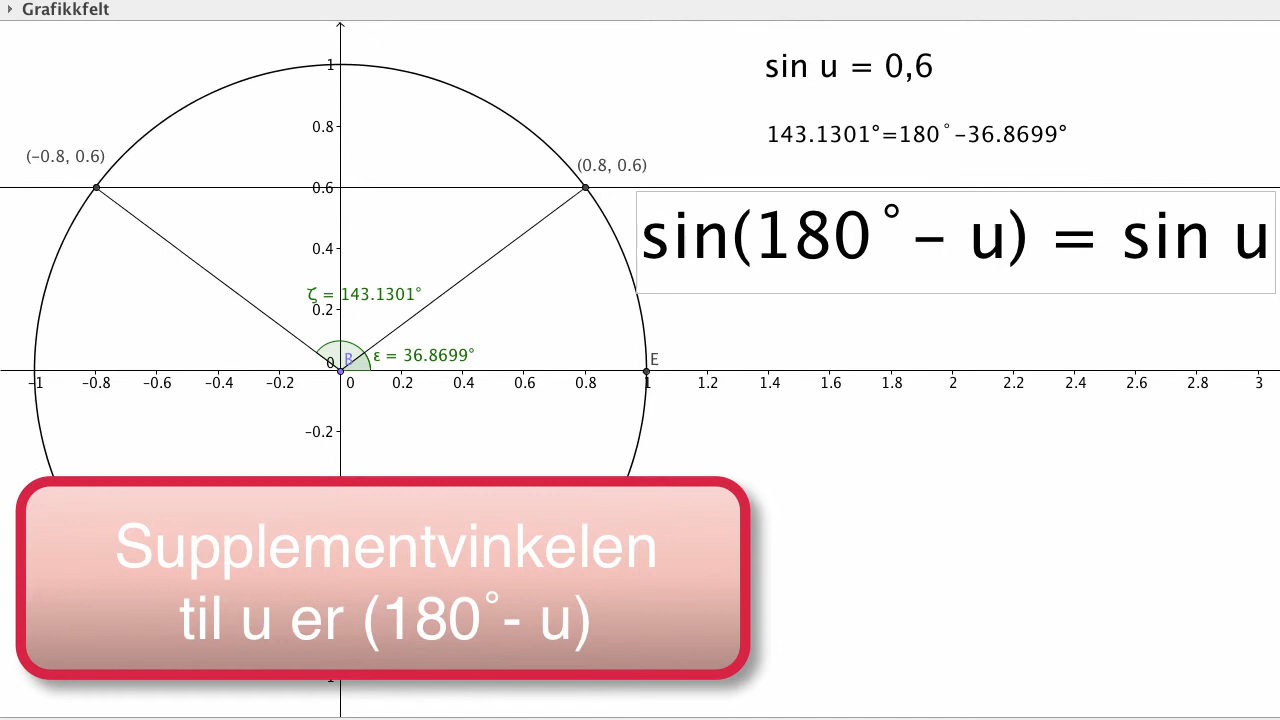 Grafikkfelt
sin u = 0,6
143.1301°=180°–36.8699°
sin(180°– u) = sin u
(–0.8, 0.6)
(0.8, 0.6)
1
0.8
0.6
0.4
0.2
0
–0.2
ζ = 143.1301°
ε = 36.8699°
B
E
–1 –0.8 –0.6 –0.4 –0.2 0 0.2 0.4 0.6 0.8 1 1.2 1.4 1.6 1.8 2 2.2 2.4 2.6 2.8 3
Supplementvinkelen
til u er (180°- u)